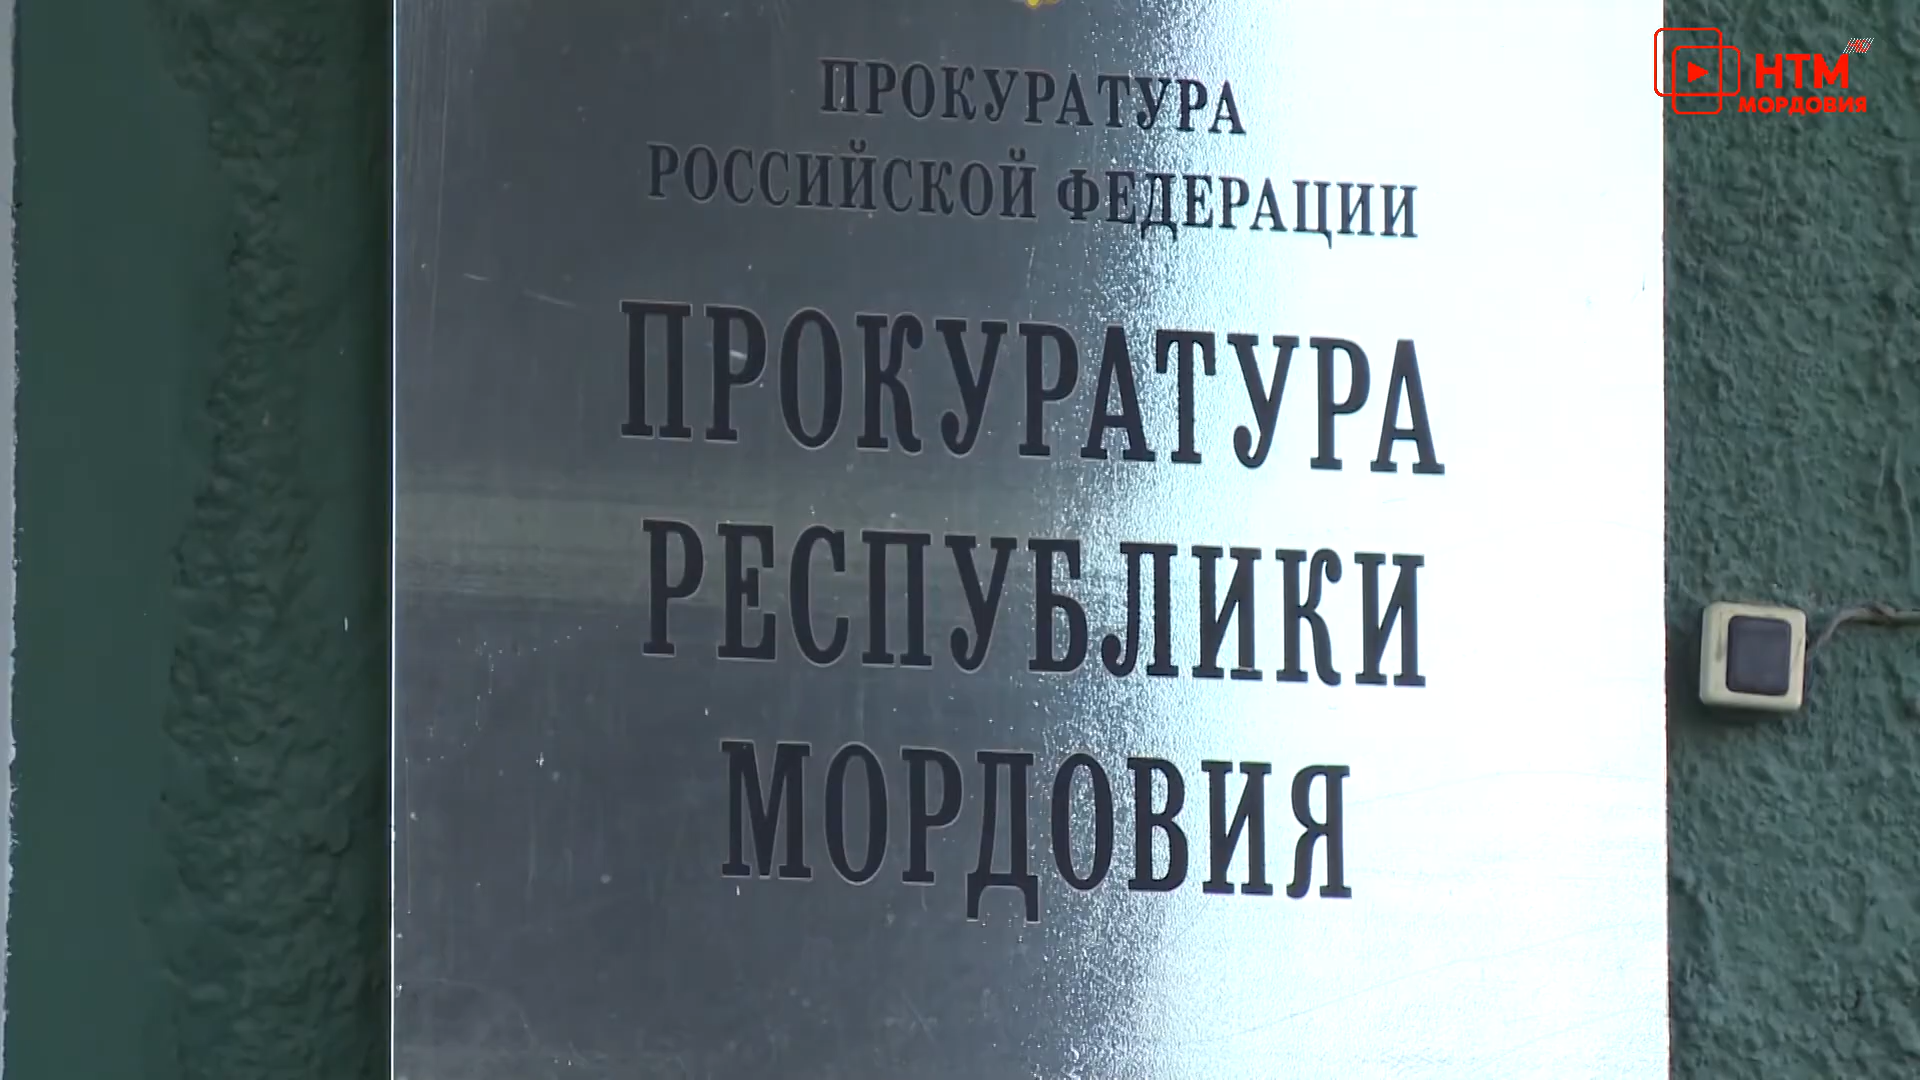 ПРОКУРАТУРА
РОССИЙСКОЙ ФЕДЕРАЦИИ
ПРОКУРАТУРА
РЕСПУБЛИКИ
МОРДОВИЯ
НТМ
МОРДОВИЯ